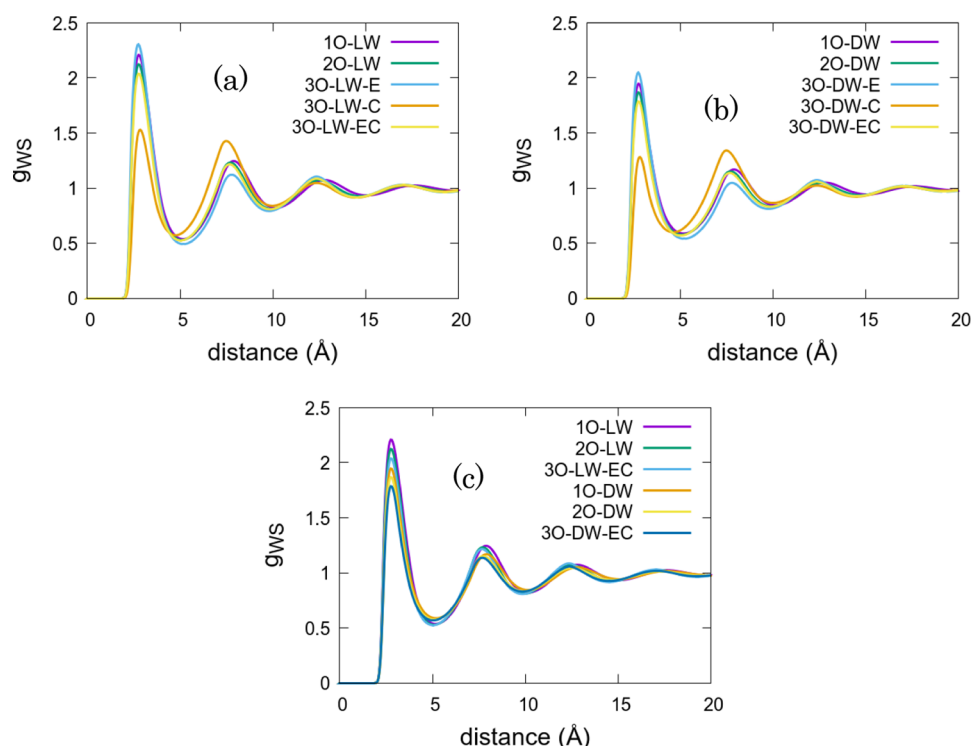 2.5
2
1.5
1
0.5
0
gws
(a)
1O-LW
2O-LW
3O-LW-E
3O-LW-C
3O-LW-EC
0 5 10 15 20
distance (Å)
2.5
2
1.5
1
0.5
0
gws
(b)
1O-DW
2O-DW
3O-DW-E
3O-DW-C
3O-DW-EC
0 5 10 15 20
distance (Å)
2.5
2
1.5
1
0.5
0
gws
(c)
1O-LW
2O-LW
3O-LW-EC
1O-DW
2O-DW
3O-DW-EC
0 5 10 15 20
distance (Å)